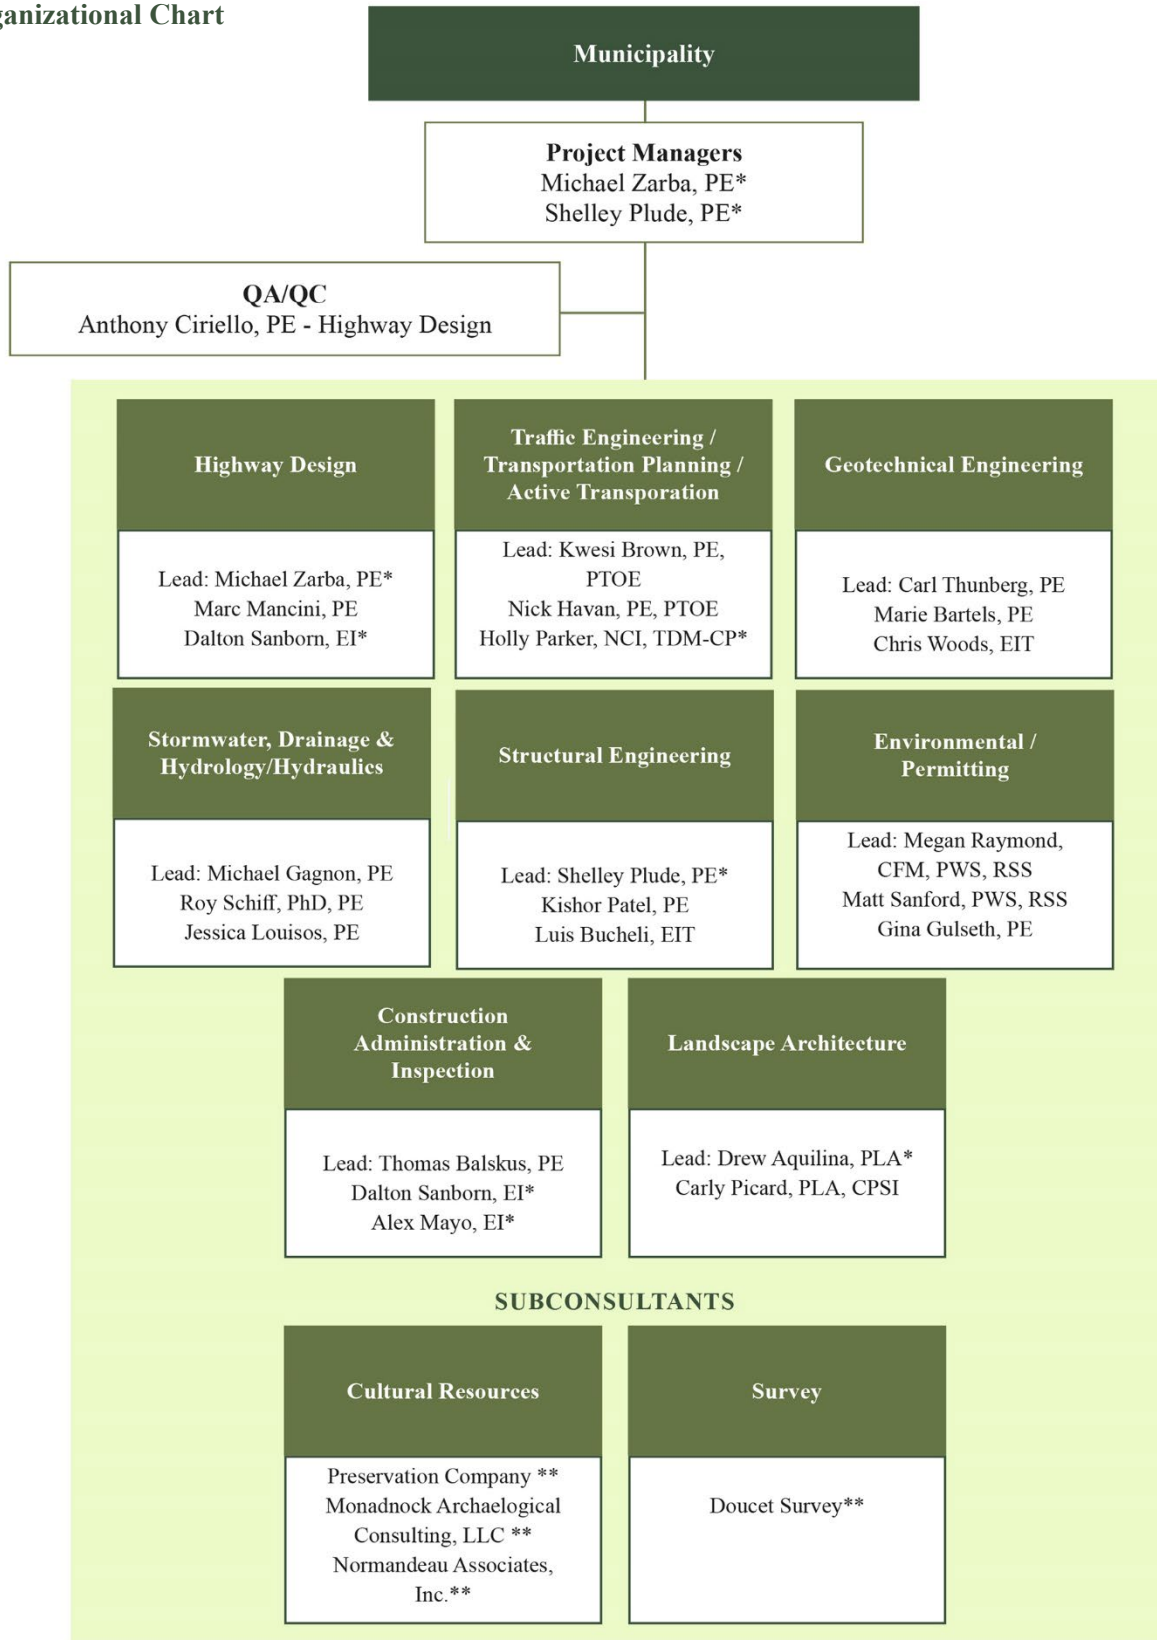 ganizational Chart
Municipality
Project Managers
Michael Zarba, PE*
Shelley Plude, PE*
QA/QC
Anthony Ciriello, PE - Highway Design
Highway Design
Lead: Michael Zarba, PE*
Marc Mancini, PE
Dalton Sanborn, EI*
Traffic Engineering /
Transportation Planning /
Active Transporation
Lead: Kwesi Brown, PE,
PTOE
Nick Havan, PE, PTOE
Holly Parker, NCI, TDM-CP*
Geotechnical Engineering
Lead: Carl Thunberg, PE
Marie Bartels, PE
Chris Woods, EIT
Stormwater, Drainage &
Hydrology/Hydraulics
Lead: Michael Gagnon, PE
Roy Schiff, PhD, PE
Jessica Louisos, PE
Structural Engineering
Lead: Shelley Plude, PE*
Kishor Patel, PE
Luis Bucheli, EIT
Environmental /
Permitting
Lead: Megan Raymond,
CFM, PWS, RSS
Matt Sanford, PWS, RSS
Gina Gulseth, PE
Construction
Administration &
Inspection
Lead: Thomas Balskus, PE
Dalton Sanborn, EI*
Alex Mayo, EI*
Landscape Architecture
Lead: Drew Aquilina, PLA*
Carly Picard, PLA, CPSI
SUBCONSULTANTS
Cultural Resources
Preservation Company **
Monadnock Archaelogical
Consulting, LLC **
Normandeau Associates,
Inc.**
Survey
Doucet Survey**